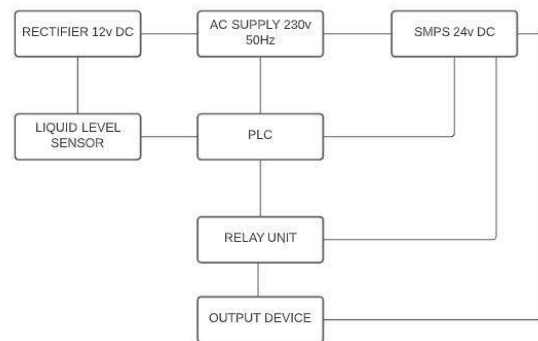 RECTIFIER 12v DC
AC SUPPLY 230v
50Hz
SMPS 24v DC
LIQUID LEVEL
SENSOR
PLC
RELAY UNIT
OUTPUT DEVICE